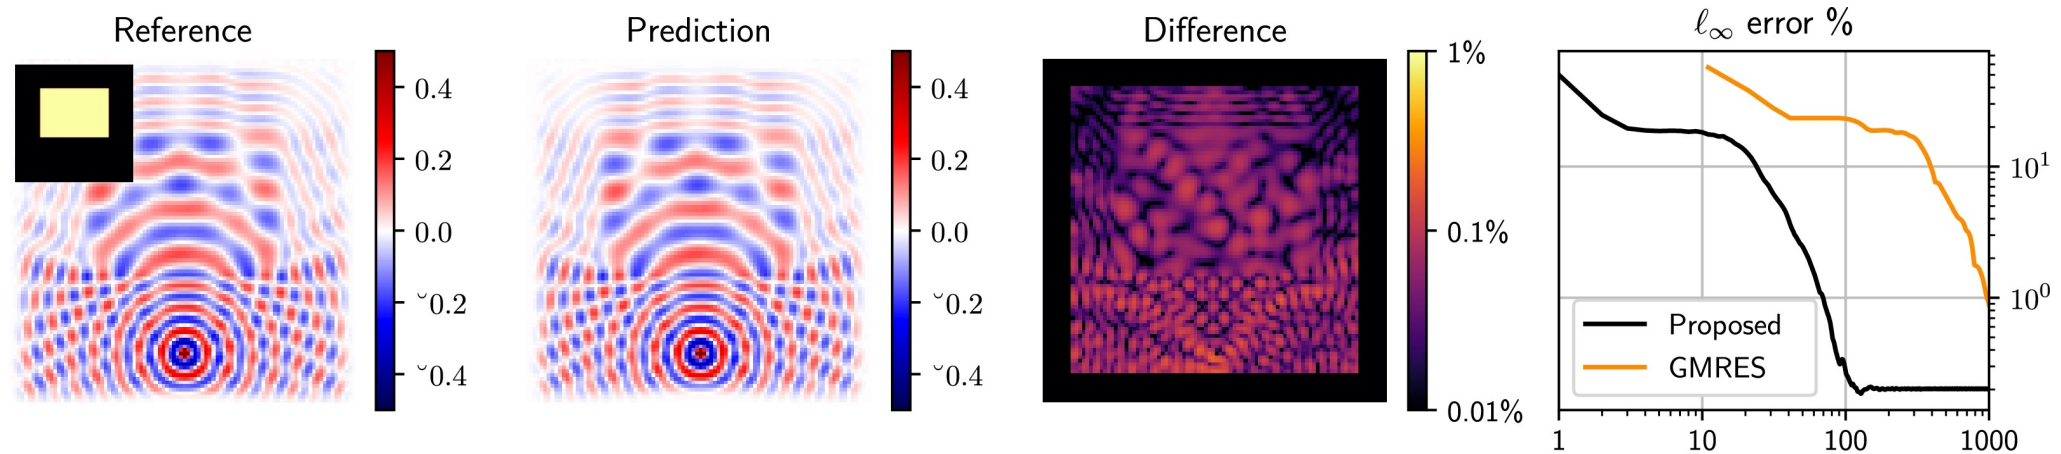 Reference
0.4
0.2
0.0
˘0.2
˘0.4
Prediction
0.4
0.2
0.0
˘0.2
˘0.4
Difference
1%
0.1%
0.01%
ℓ∞ error %
10¹
10⁰
Proposed
GMRES
1 10 100 1000